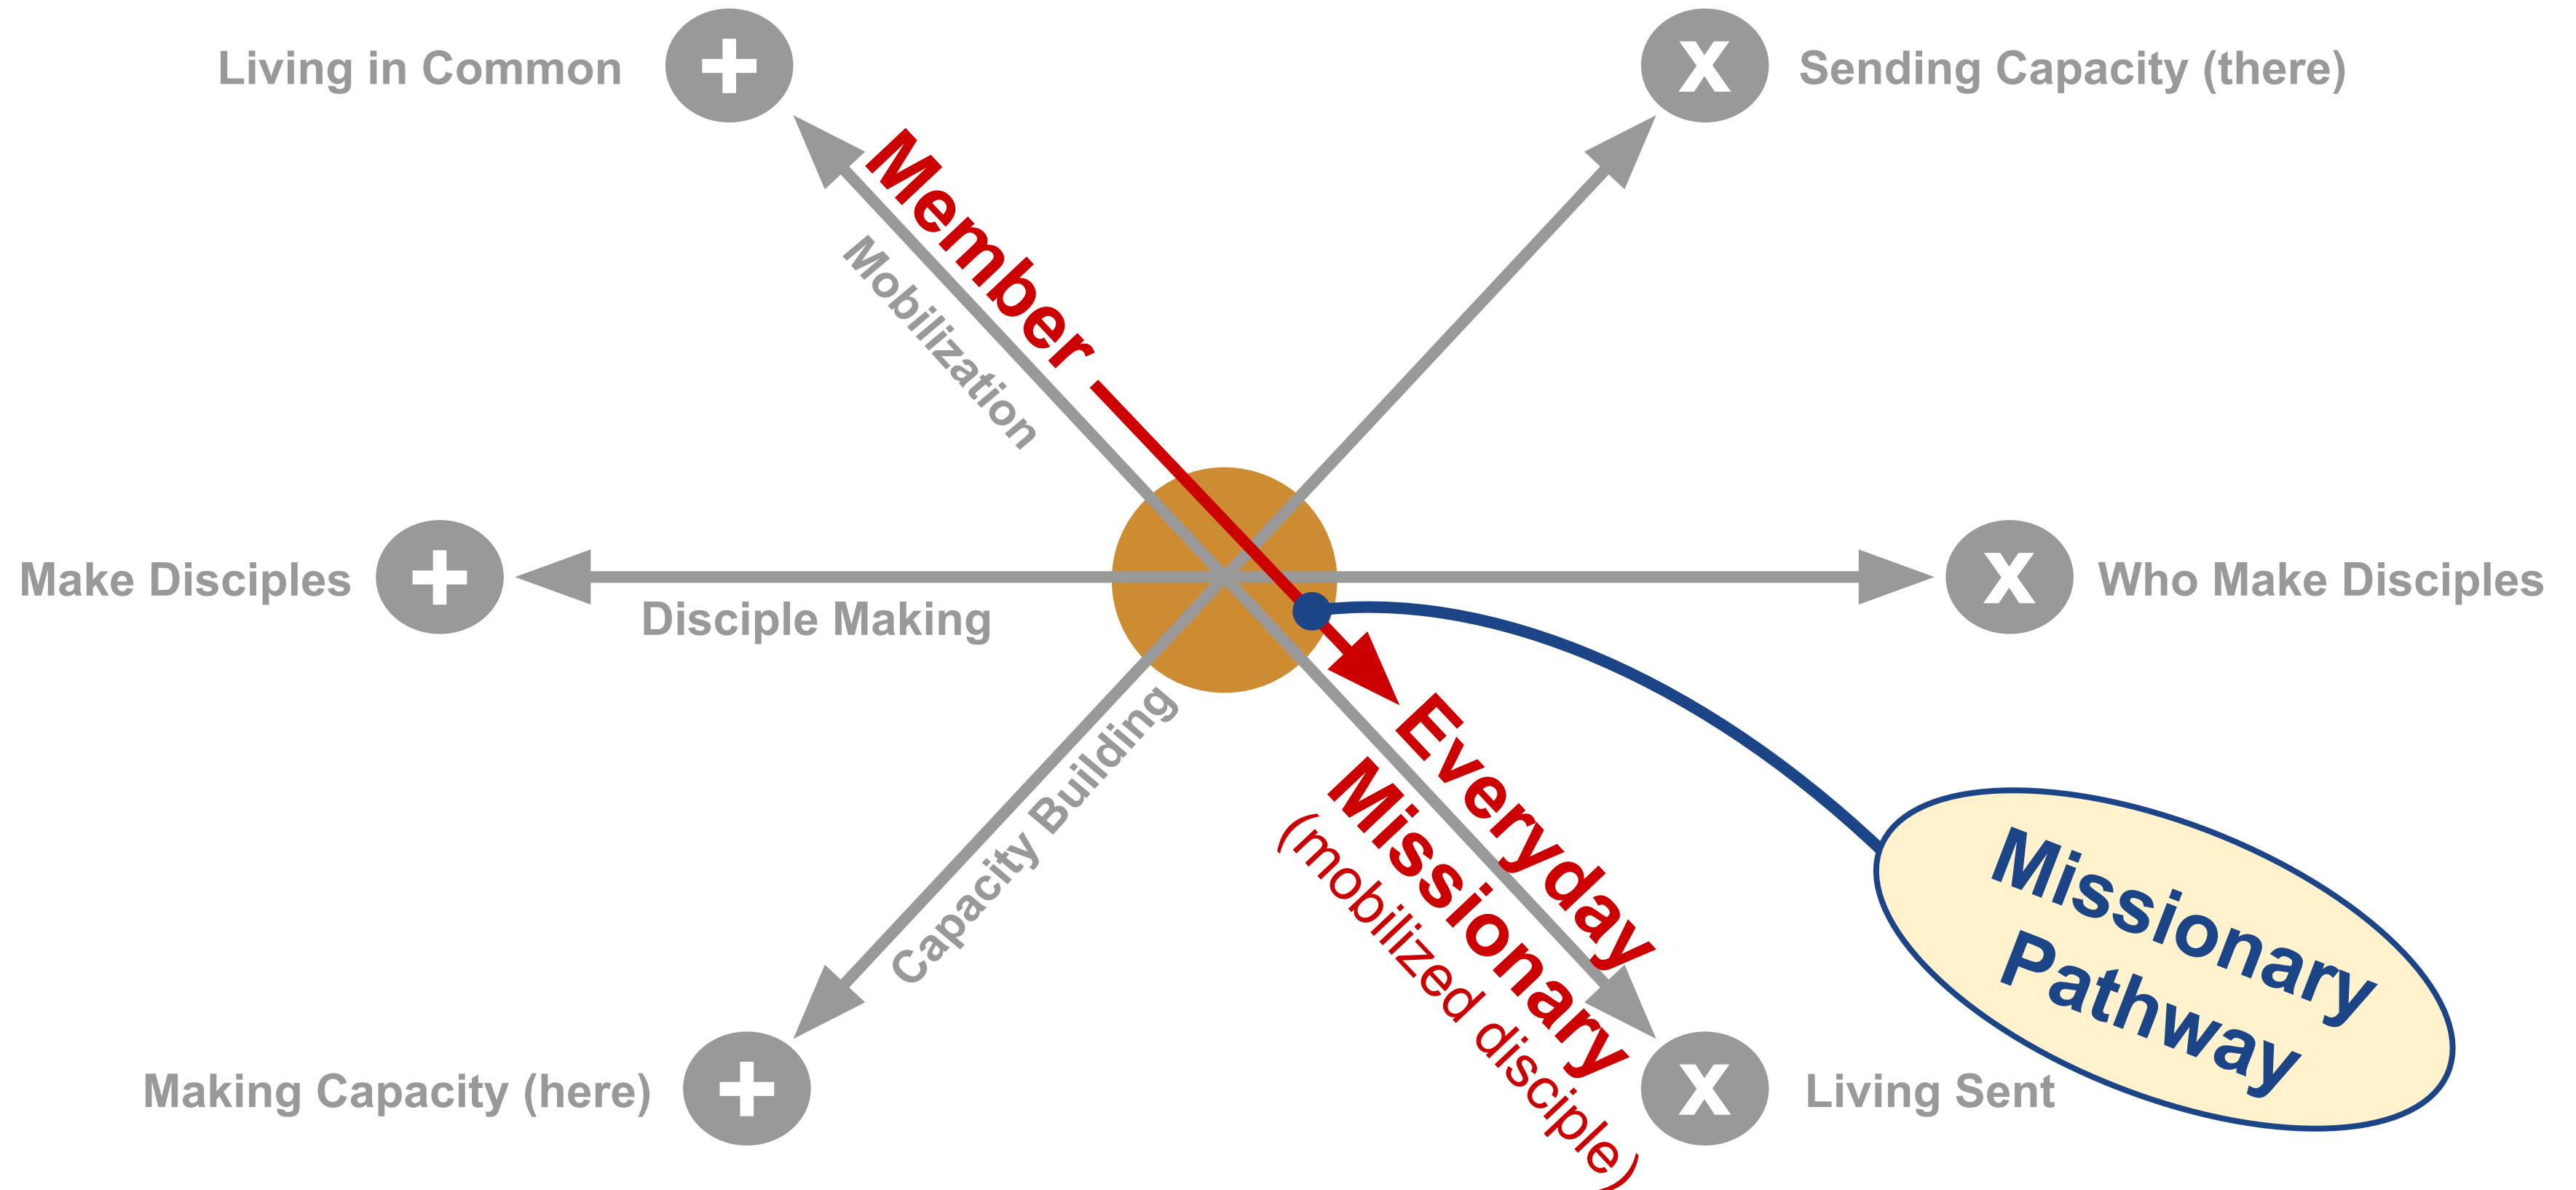 Living in Common
+
X
Sending Capacity (there)
Member
Mobilization
Make Disciples
+
Disciple Making
X
Who Make Disciples
Capacity Building
Everyday
Missionary
(mobilized disciple)
Missionary
Pathway
Making Capacity (here)
+
X
Living Sent